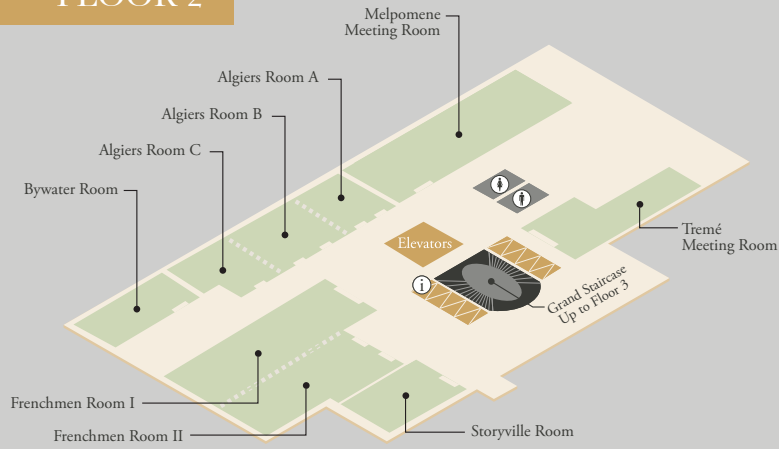 FLOOR 2
Melpomene
Meeting Room
Algiers Room A
Algiers Room B
Algiers Room C
Bywater Room
Elevators
Tremé
Meeting Room
i
Grand Staircase
Up to Floor 3
Frenchmen Room I
Frenchmen Room II
Storyville Room